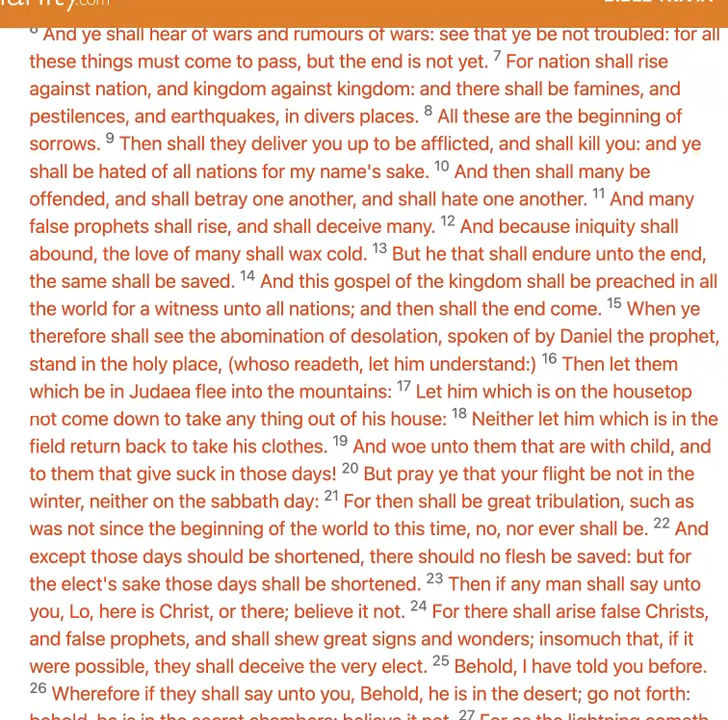 .com
6 And ye shall hear of wars and rumours of wars: see that ye be not troubled: for all
these things must come to pass, but the end is not yet. 7 For nation shall rise
against nation, and kingdom against kingdom: and there shall be famines, and
pestilences, and earthquakes, in divers places. 8 All these are the beginning of
sorrows. 9 Then shall they deliver you up to be afflicted, and shall kill you: and ye
shall be hated of all nations for my name's sake. 10 And then shall many be
offended, and shall betray one another, and shall hate one another. 11 And many
false prophets shall rise, and shall deceive many. 12 And because iniquity shall
abound, the love of many shall wax cold. 13 But he that shall endure unto the end,
the same shall be saved. 14 And this gospel of the kingdom shall be preached in all
the world for a witness unto all nations; and then shall the end come. 15 When ye
therefore shall see the abomination of desolation, spoken of by Daniel the prophet,
stand in the holy place, (whoso readeth, let him understand:) 16 Then let them
which be in Judaea flee into the mountains: 17 Let him which is on the housetop
not come down to take any thing out of his house: 18 Neither let him which is in the
field return back to take his clothes. 19 And woe unto them that are with child, and
to them that give suck in those days! 20 But pray ye that your flight be not in the
winter, neither on the sabbath day: 21 For then shall be great tribulation, such as
was not since the beginning of the world to this time, no, nor ever shall be. 22 And
except those days should be shortened, there should no flesh be saved: but for
the elect's sake those days shall be shortened. 23 Then if any man shall say unto
you, Lo, here is Christ, or there; believe it not. 24 For there shall arise false Christs,
and false prophets, and shall shew great signs and wonders; insomuch that, if it
were possible, they shall deceive the very elect. 25 Behold, I have told you before.
26 Wherefore if they shall say unto you, Behold, he is in the desert; go not forth:
behold, he is in the secret chambers; believe it not. 27 For as the lightning cometh